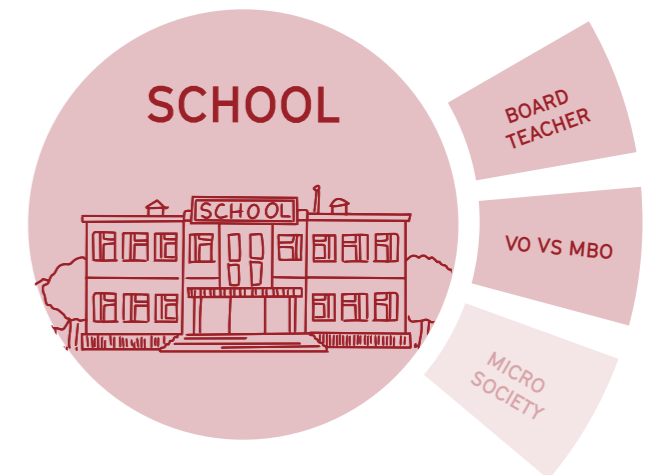 SCHOOL
SCHOOL
BOARD
TEACHER
VO VS MBO
MICRO
SOCIETY